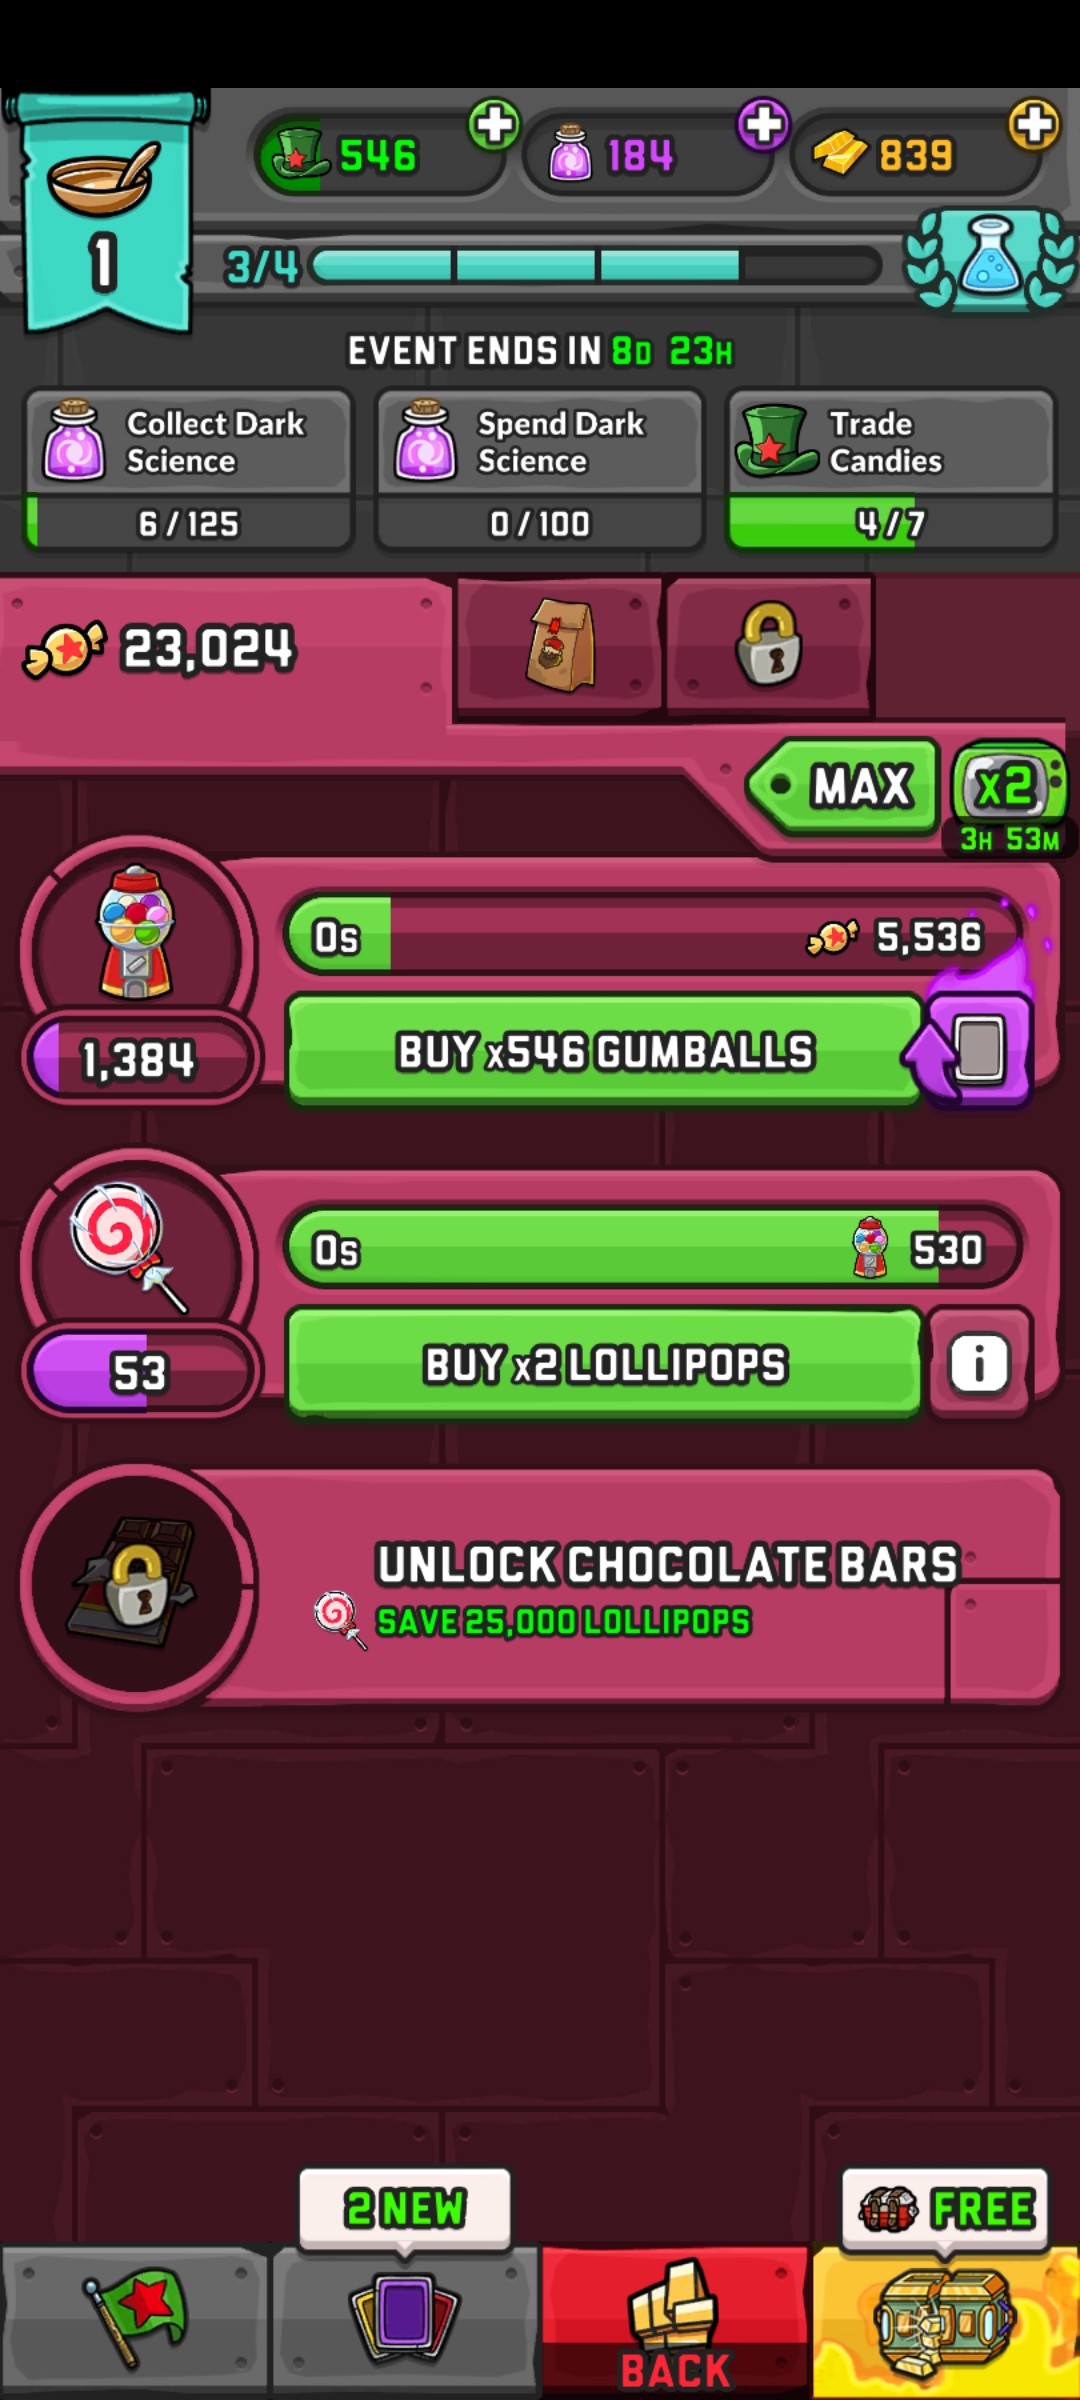 546
184
839
1
3/4
EVENT ENDS IN 8D 23H
Collect Dark
Science
6 / 125
Spend Dark
Science
0 / 100
Trade
Candies
4 / 7
23,024
MAX
x2
3H 53M
0s
5,536
1,384
BUY x546 GUMBALLS
0s
530
53
BUY x2 LOLLIPOPS
i
UNLOCK CHOCOLATE BARS
SAVE 25,000 LOLLIPOPS
2 NEW
FREE
BACK